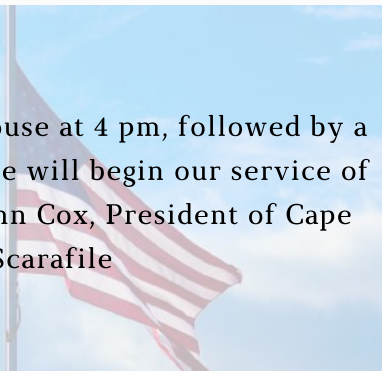 ouse at 4 pm, followed by a
e will begin our service of
nn Cox, President of Cape
Scarafile